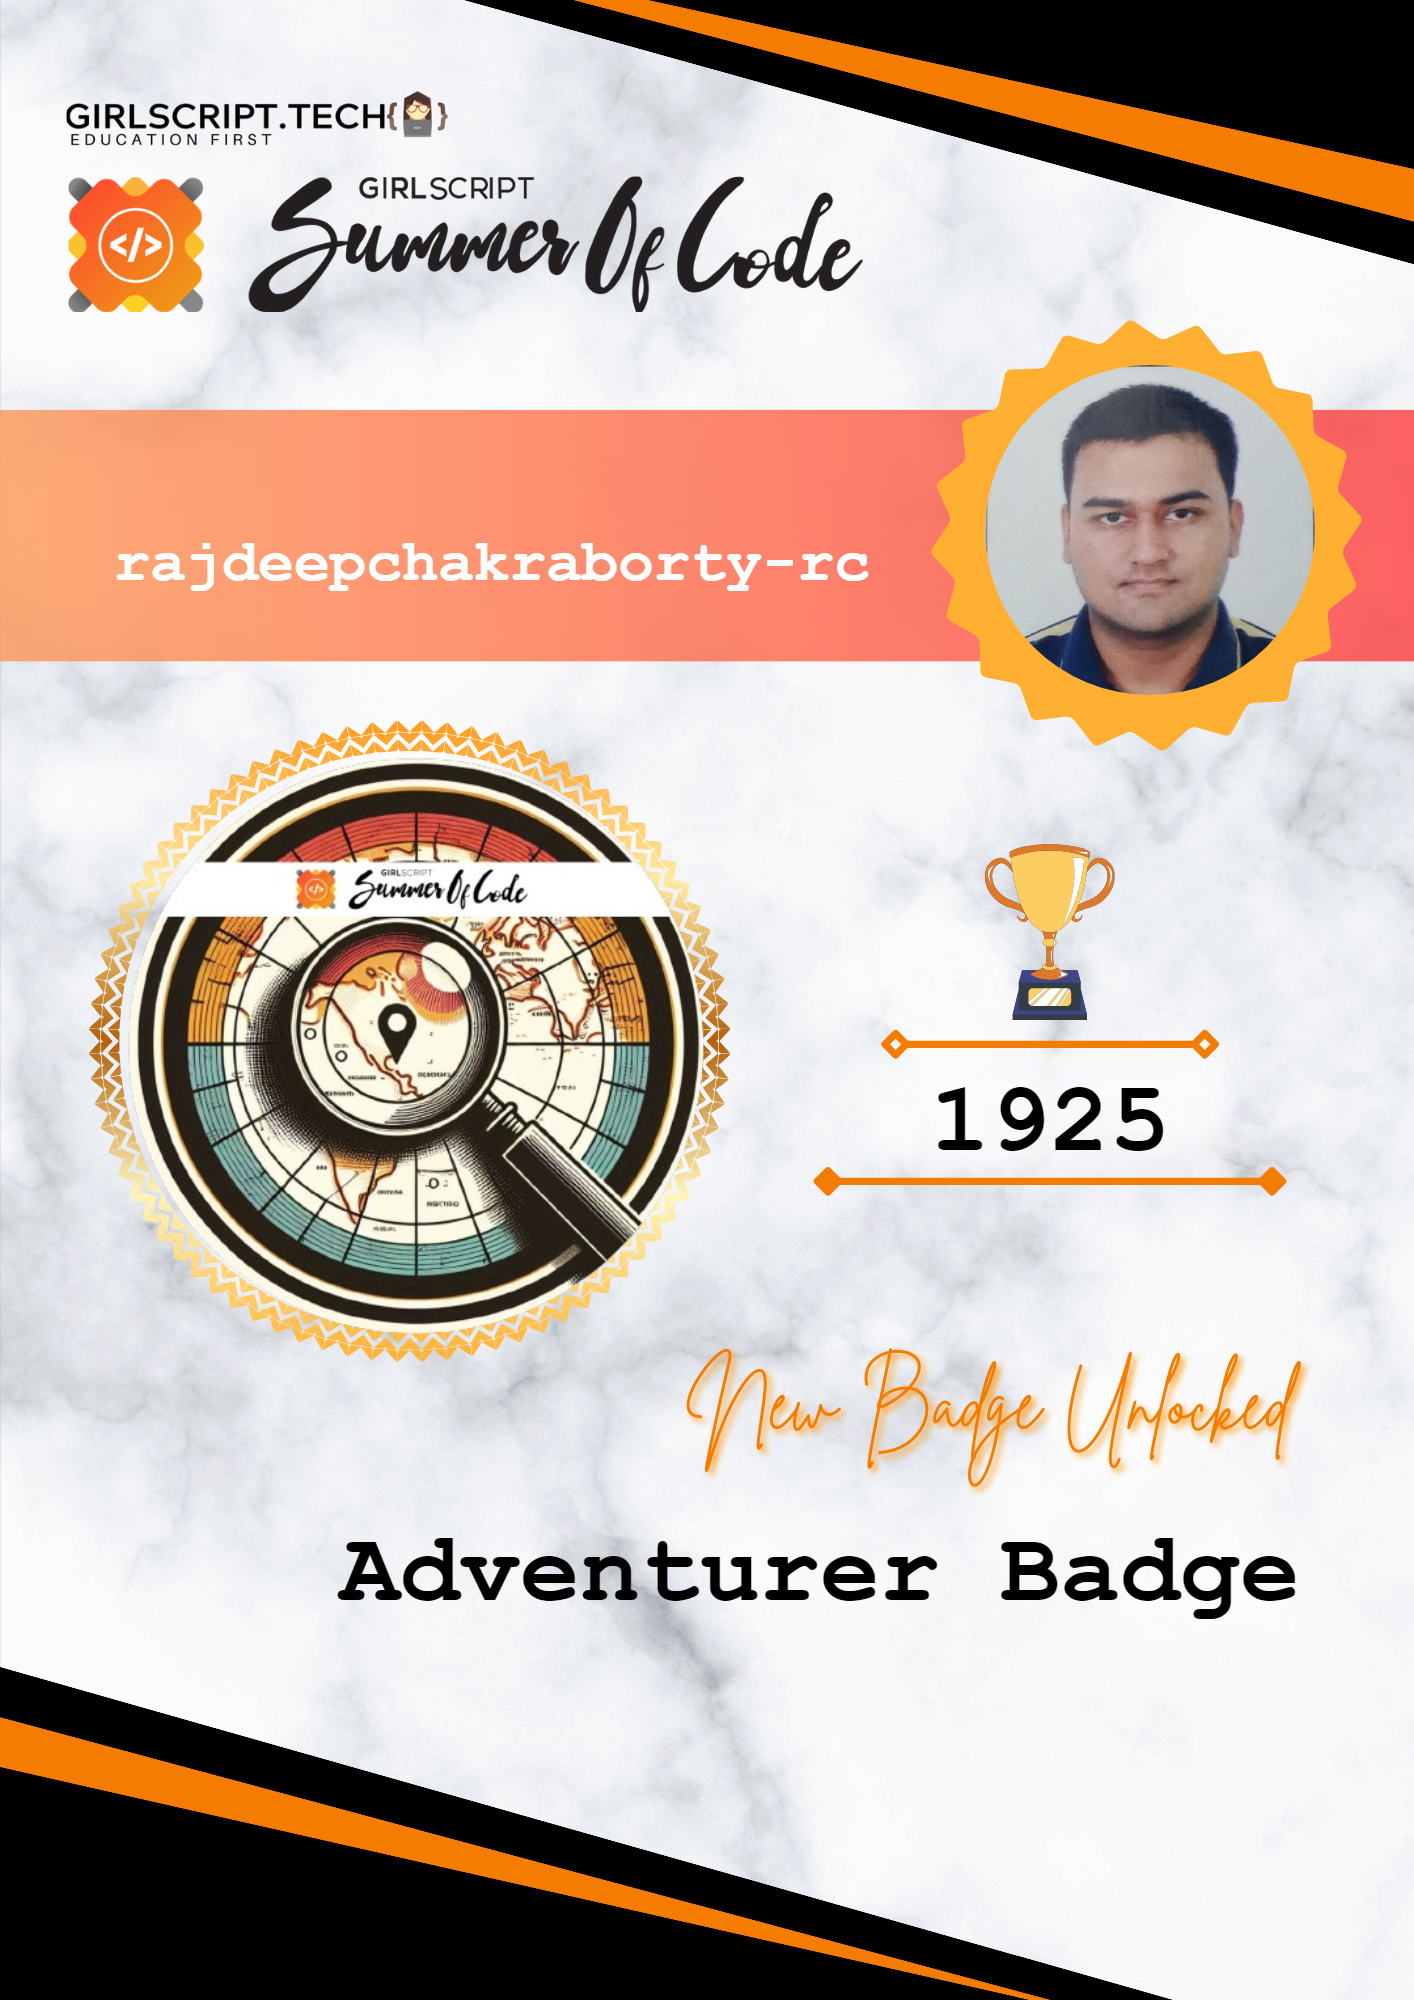 GIRLSCRIPT.TECH{ }
EDUCATION FIRST
GIRLSCRIPT
Summer Of Code
</>
rajdeepchakraborty-rc
GIRLSCRIPT
Summer Of Code
</>
1925
New Badge Unlocked
Adventurer Badge